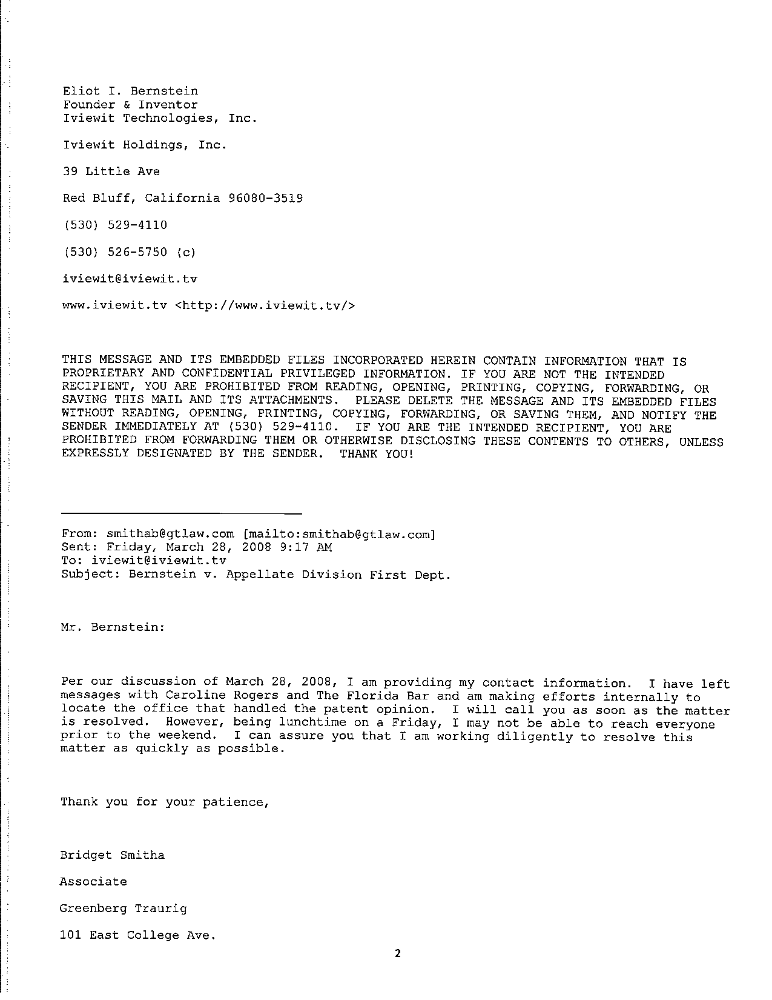 Eliot I. Bernstein
Founder & Inventor
Iviewit Technologies, Inc.
Iviewit Holdings, Inc.
39 Little Ave
Red Bluff, California 96080-3519
(530) 529-4110
(530) 526-5750 (c)
iviewit@iviewit.tv
www.iviewit.tv <http://www.iviewit.tv/>
THIS MESSAGE AND ITS EMBEDDED FILES INCORPORATED HEREIN CONTAIN INFORMATION THAT IS
PROPRIETARY AND CONFIDENTIAL PRIVILEGED INFORMATION. IF YOU ARE NOT THE INTENDED
RECIPIENT, YOU ARE PROHIBITED FROM READING, OPENING, PRINTING, COPYING, FORWARDING, OR
SAVING THIS MAIL AND ITS ATTACHMENTS.  PLEASE DELETE THE MESSAGE AND ITS EMBEDDED FILES
WITHOUT READING, OPENING, PRINTING, COPYING, FORWARDING, OR SAVING THEM, AND NOTIFY THE
SENDER IMMEDIATELY AT (530) 529-4110.  IF YOU ARE THE INTENDED RECIPIENT, YOU ARE
PROHIBITED FROM FORWARDING THEM OR OTHERWISE DISCLOSING THESE CONTENTS TO OTHERS, UNLESS
EXPRESSLY DESIGNATED BY THE SENDER.  THANK YOU!
From: smithab@gtlaw.com [mailto:smithab@gtlaw.com]
Sent: Friday, March 28, 2008 9:17 AM
To: iviewit@iviewit.tv
Subject: Bernstein v. Appellate Division First Dept.
Mr. Bernstein:
Per our discussion of March 28, 2008, I am providing my contact information.  I have left
messages with Caroline Rogers and The Florida Bar and am making efforts internally to
locate the office that handled the patent opinion.  I will call you as soon as the matter
is resolved.  However, being lunchtime on a Friday, I may not be able to reach everyone
prior to the weekend.  I can assure you that I am working diligently to resolve this
matter as quickly as possible.
Thank you for your patience,
Bridget Smitha
Associate
Greenberg Traurig
101 East College Ave.
2